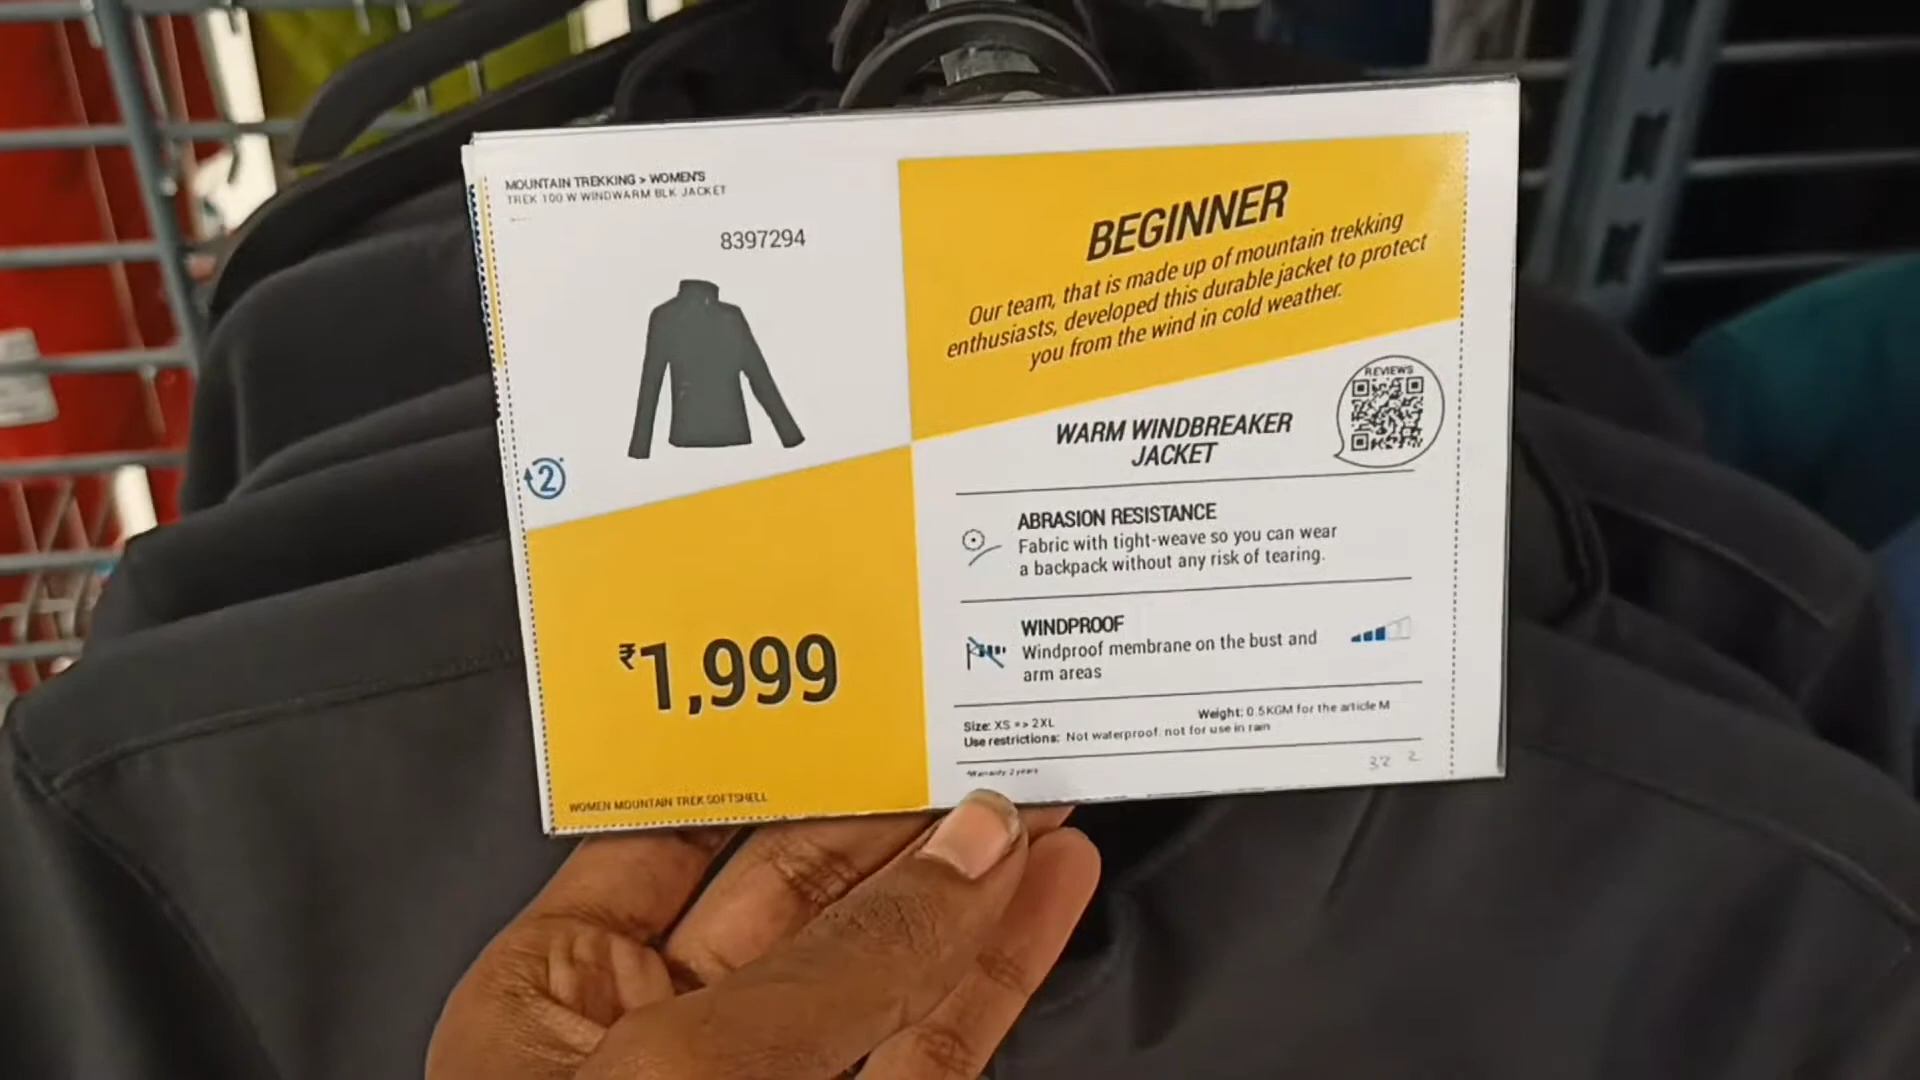 MOUNTAIN TREKKING > WOMEN'S
TREK 100 W WINDWARM BLK JACKET
8397294
2
₹1,999
WOMEN MOUNTAIN TREK SOFTSHELL
BEGINNER
Our team, that is made up of mountain trekking
enthusiasts, developed this durable jacket to protect
you from the wind in cold weather.
REVIEWS
WARM WINDBREAKER
JACKET
ABRASION RESISTANCE
Fabric with tight-weave so you can wear
a backpack without any risk of tearing.
WINDPROOF
Windproof membrane on the bust and
arm areas
Size: XS => 2XL
Weight: 0.5KGM for the article M
Use restrictions: Not waterproof. not for use in rain
*Warranty 2 years
32 2